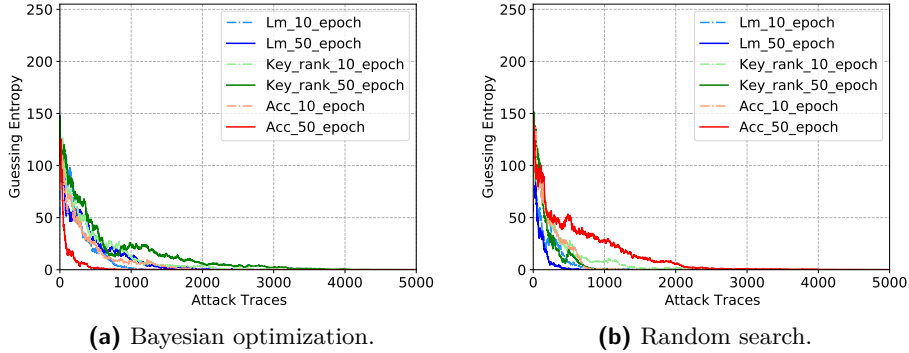 250
200
150
100
50
0
Guessing Entropy
Lm_10_epoch
Lm_50_epoch
Key_rank_10_epoch
Key_rank_50_epoch
Acc_10_epoch
Acc_50_epoch
0 1000 2000 3000 4000 5000
Attack Traces
(a) Bayesian optimization.
250
200
150
100
50
0
Guessing Entropy
Lm_10_epoch
Lm_50_epoch
Key_rank_10_epoch
Key_rank_50_epoch
Acc_10_epoch
Acc_50_epoch
0 1000 2000 3000 4000 5000
Attack Traces
(b) Random search.